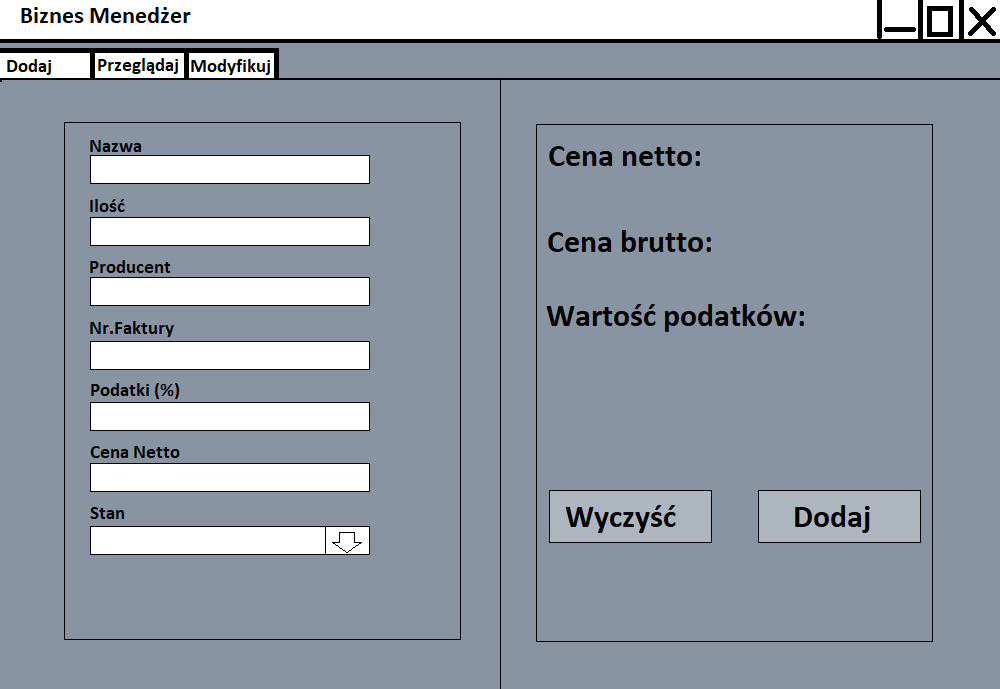 Biznes Menedżer
Dodaj Przeglądaj Modyfikuj
Nazwa
Ilość
Producent
Nr.Faktury
Podatki (%)
Cena Netto
Stan
Cena netto:
Cena brutto:
Wartość podatków:
Wyczyść Dodaj